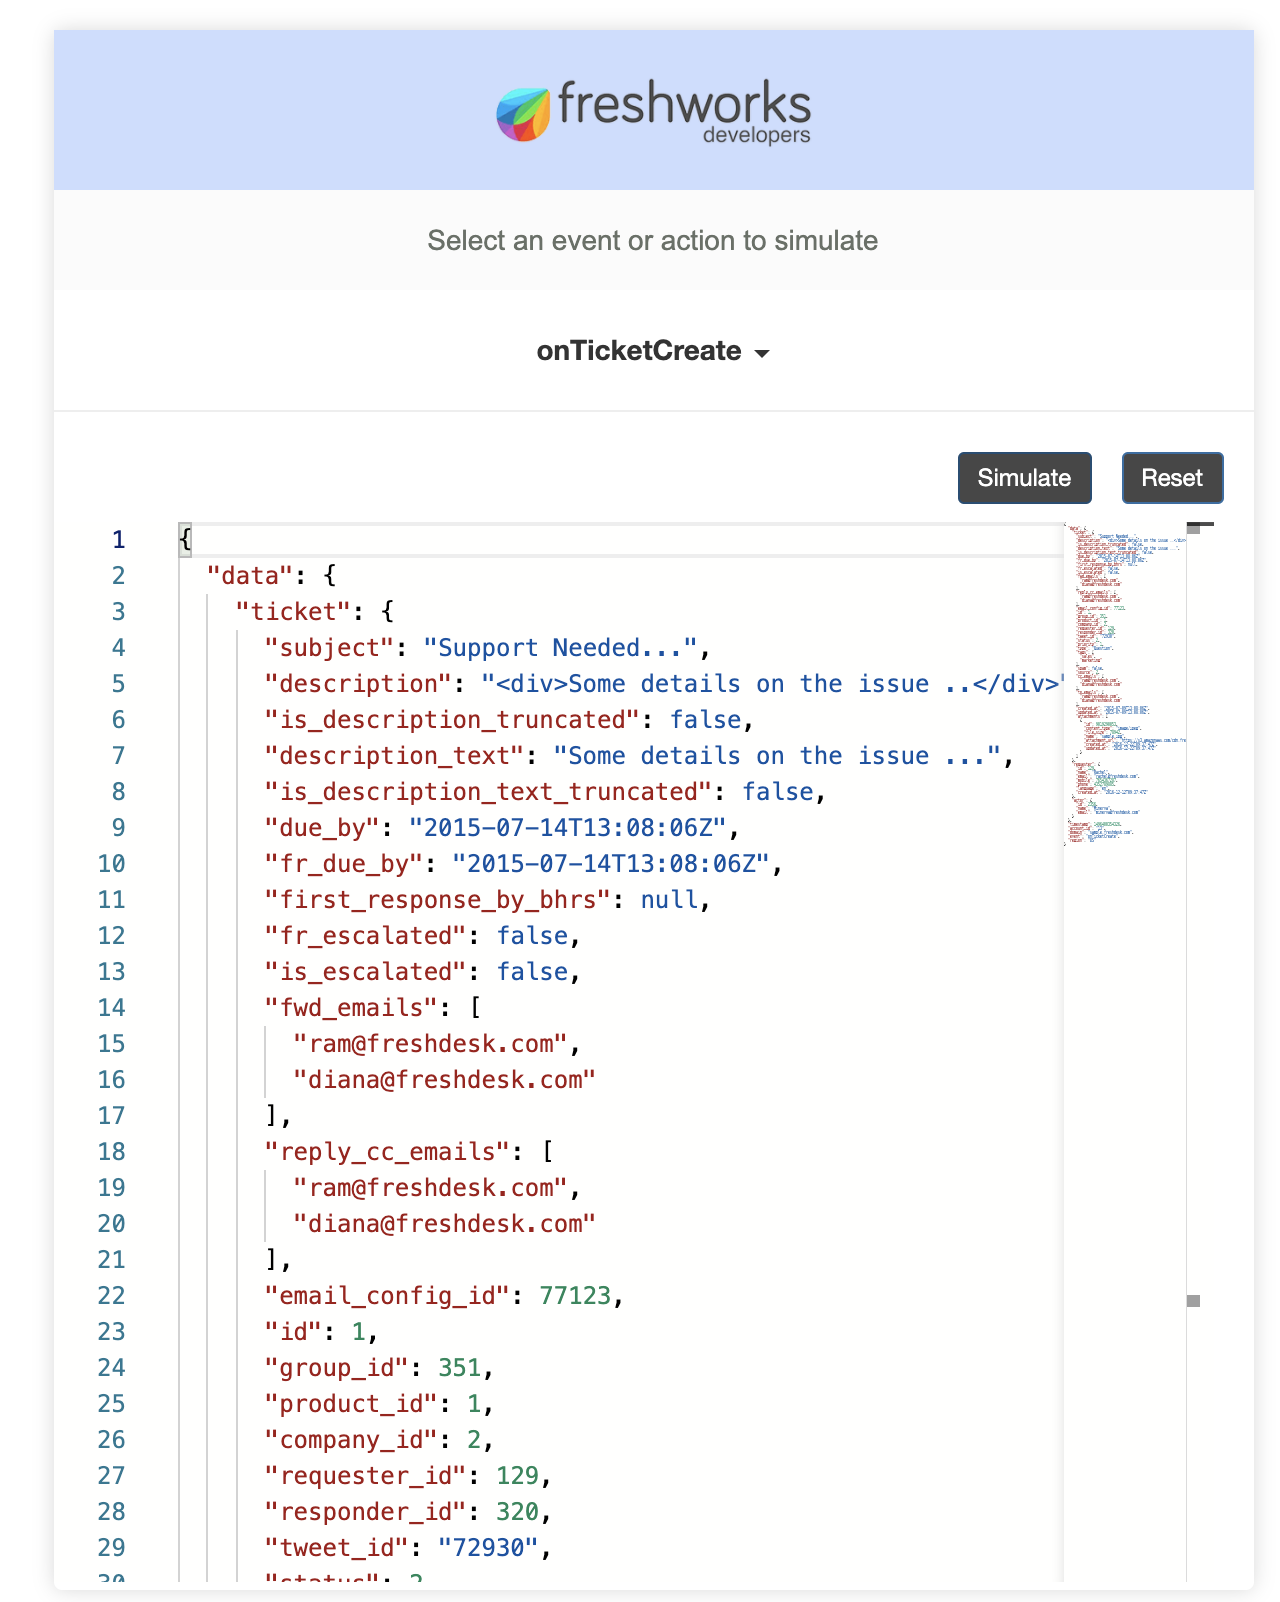 freshworks
developers
Select an event or action to simulate
onTicketCreate
Simulate Reset
1 {
2 "data": {
3 "ticket": {
4 "subject": "Support Needed...",
5 "description": "<div>Some details on the issue ..</div>"
6 "is_description_truncated": false,
7 "description_text": "Some details on the issue ...",
8 "is_description_text_truncated": false,
9 "due_by": "2015-07-14T13:08:06Z",
10 "fr_due_by": "2015-07-14T13:08:06Z",
11 "first_response_by_bhrs": null,
12 "fr_escalated": false,
13 "is_escalated": false,
14 "fwd_emails": [
15 "ram@freshdesk.com",
16 "diana@freshdesk.com"
17 ],
18 "reply_cc_emails": [
19 "ram@freshdesk.com",
20 "diana@freshdesk.com"
21 ],
22 "email_config_id": 77123,
23 "id": 1,
24 "group_id": 351,
25 "product_id": 1,
26 "company_id": 2,
27 "requester_id": 129,
28 "responder_id": 320,
29 "tweet_id": "72930",
30 "status": 2